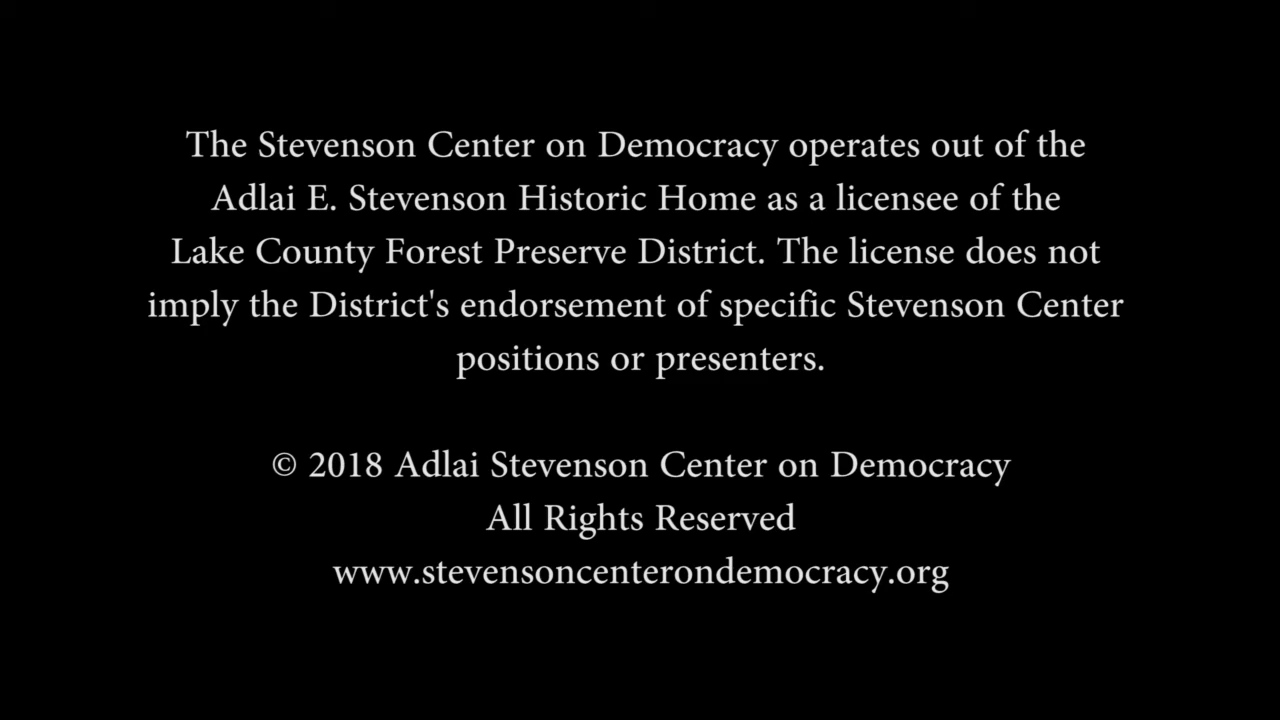 The Stevenson Center on Democracy operates out of the
Adlai E. Stevenson Historic Home as a licensee of the
Lake County Forest Preserve District. The license does not
imply the District's endorsement of specific Stevenson Center
positions or presenters.
© 2018 Adlai Stevenson Center on Democracy
All Rights Reserved
www.stevensoncenterondemocracy.org